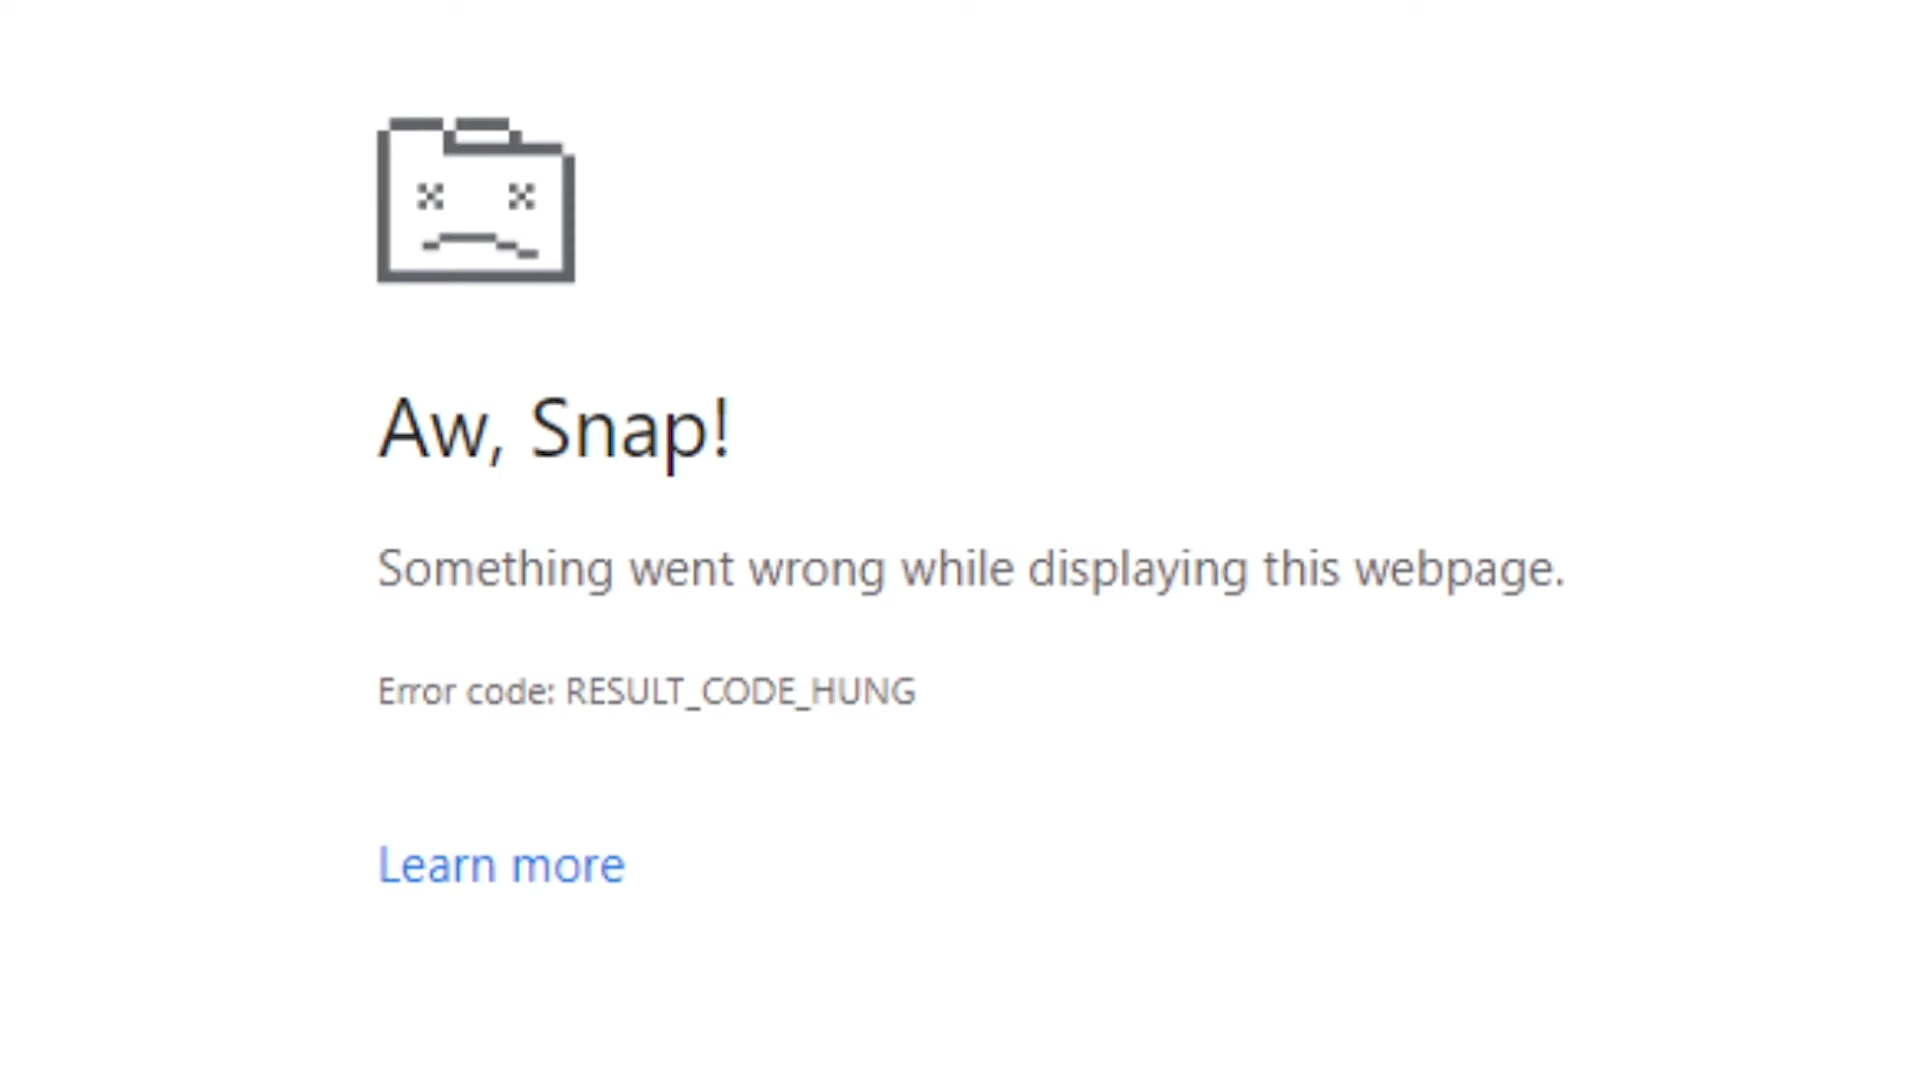 Aw, Snap!
Something went wrong while displaying this webpage.
Error code: RESULT_CODE_HUNG
Learn more